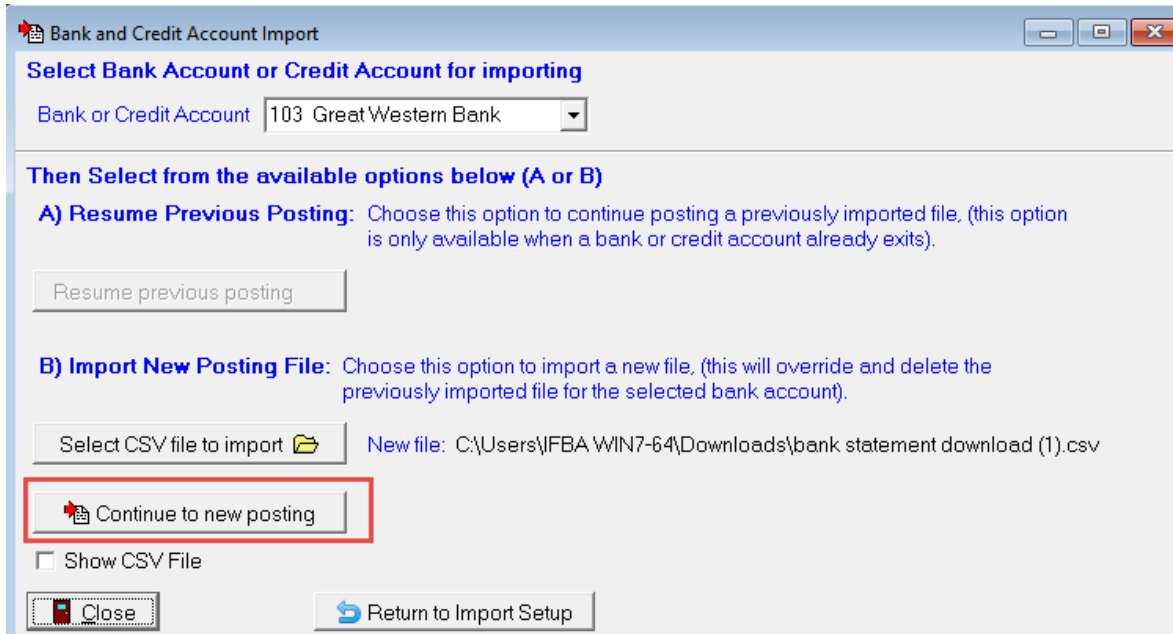 Bank and Credit Account Import
Select Bank Account or Credit Account for importing
Bank or Credit Account 103 Great Western Bank
Then Select from the available options below (A or B)
A) Resume Previous Posting: Choose this option to continue posting a previously imported file, (this option
is only available when a bank or credit account already exits).
Resume previous posting
B) Import New Posting File: Choose this option to import a new file, (this will override and delete the
previously imported file for the selected bank account).
Select CSV file to import New file: C:\Users\IFBA WIN7-64\Downloads\bank statement download (1).csv
Continue to new posting
Show CSV File
Close Return to Import Setup